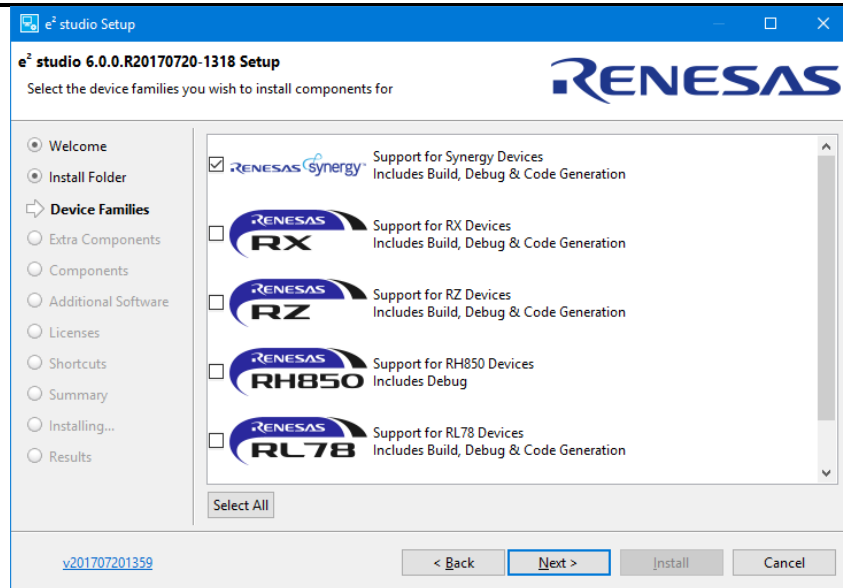 e² studio Setup
e² studio 6.0.0.R20170720-1318 Setup
Select the device families you wish to install components for
RENESAS
Welcome
Install Folder
Device Families
Extra Components
Components
Additional Software
Licenses
Shortcuts
Summary
Installing...
Results
RENESAS synergy
Support for Synergy Devices
Includes Build, Debug & Code Generation
RENESAS
RX
Support for RX Devices
Includes Build, Debug & Code Generation
RENESAS
RZ
Support for RZ Devices
Includes Build, Debug & Code Generation
RENESAS
RH850
Support for RH850 Devices
Includes Debug
RENESAS
RL78
Support for RL78 Devices
Includes Build, Debug & Code Generation
Select All
v201707201359
< Back
Next >
Install
Cancel